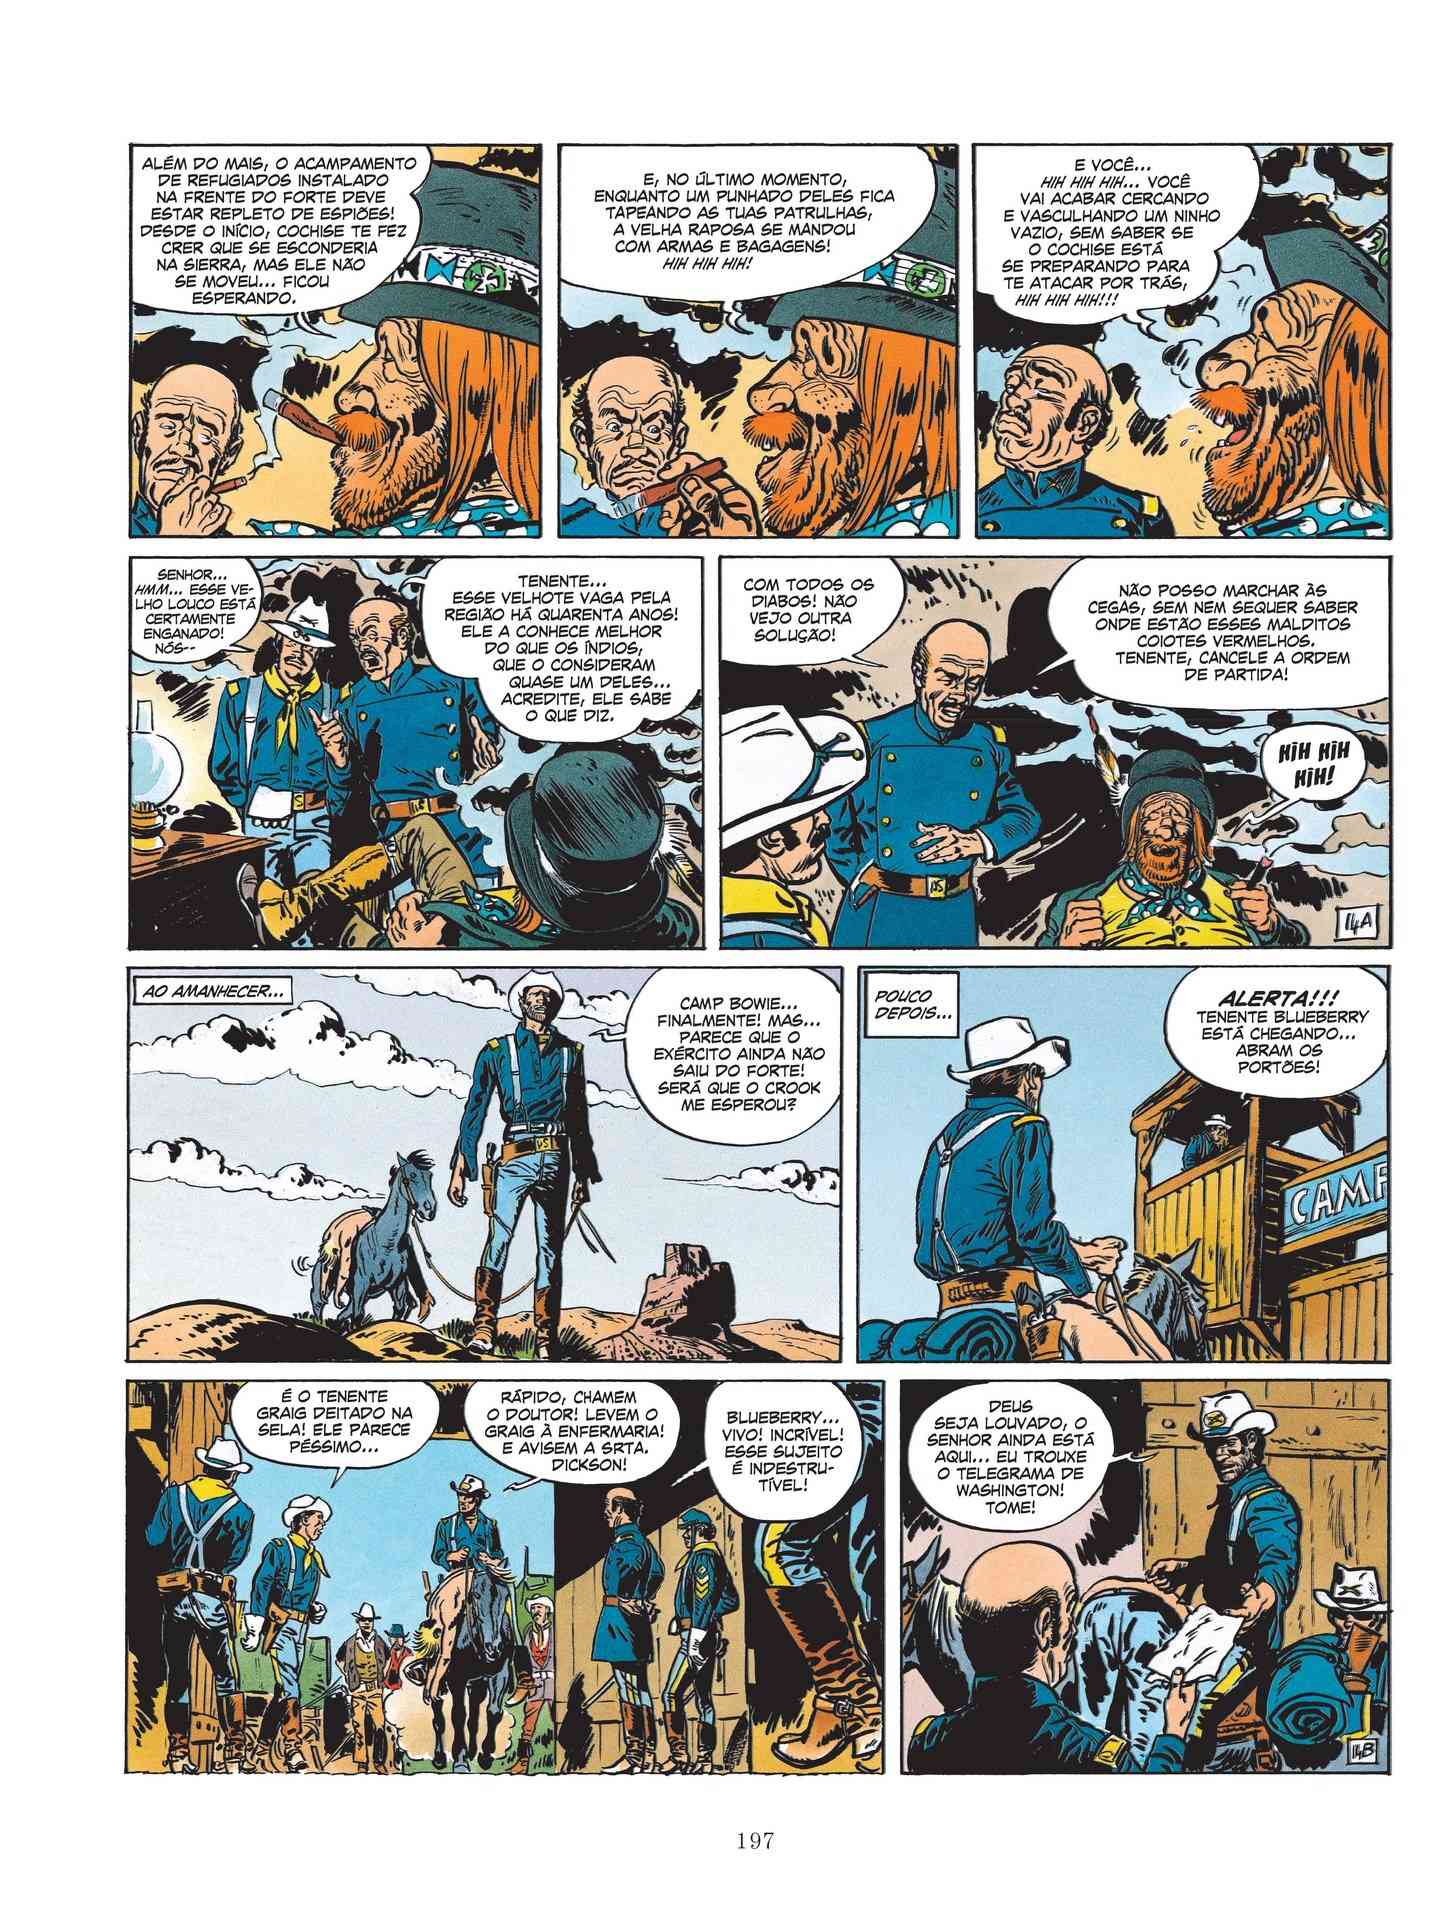 ALÉM DO MAIS, O ACAMPAMENTO
DE REFUGIADOS INSTALADO
NA FRENTE DO FORTE DEVE
ESTAR REPLETO DE ESPIÕES!
DESDE O INÍCIO, COCHISE TE FEZ
CRER QUE SE ESCONDERIA
NA SIERRA, MAS ELE NÃO
SE MOVEU... FICOU
ESPERANDO.
E, NO ÚLTIMO MOMENTO,
ENQUANTO UM PUNHADO DELES FICA
TAPEANDO AS TUAS PATRULHAS,
A VELHA RAPOSA SE MANDOU
COM ARMAS E BAGAGENS!
HIH HIH HIH!
E VOCÊ...
HIH HIH HIH... VOCÊ
VAI ACABAR CERCANDO
E VASCULHANDO UM NINHO
VAZIO, SEM SABER SE
O COCHISE ESTÁ
SE PREPARANDO PARA
TE ATACAR POR TRÁS,
HIH HIH HIH!!!
SENHOR...
HMM... ESSE VE-
LHO LOUCO ESTÁ
CERTAMENTE
ENGANADO!
NÓS--
TENENTE...
ESSE VELHOTE VAGA PELA
REGIÃO HÁ QUARENTA ANOS!
ELE A CONHECE MELHOR
DO QUE OS ÍNDIOS,
QUE O CONSIDERAM
QUASE UM DELES...
ACREDITE, ELE SABE
O QUE DIZ.
COM TODOS OS
DIABOS! NÃO
VEJO OUTRA
SOLUÇÃO!
NÃO POSSO MARCHAR ÀS
CEGAS, SEM NEM SEQUER SABER
ONDE ESTÃO ESSES MALDITOS
COIOTES VERMELHOS.
TENENTE, CANCELE A ORDEM
DE PARTIDA!
HIH HIH
HIH!
14A
AO AMANHECER...
CAMP BOWIE...
FINALMENTE! MAS...
PARECE QUE O
EXÉRCITO AINDA NÃO
SAIU DO FORTE!
SERÁ QUE O CROOK
ME ESPEROU?
POUCO
DEPOIS...
ALERTA!!!
TENENTE BLUEBERRY
ESTÁ CHEGANDO...
ABRAM OS
PORTÕES!
CAMP
É O TENENTE
GRAIG DEITADO NA
SELA! ELE PARECE
PÉSSIMO...
RÁPIDO, CHAMEM
O DOUTOR! LEVEM O
GRAIG À ENFERMARIA!
E AVISEM A SRTA.
DICKSON!
BLUEBERRY...
VIVO! INCRÍVEL!
ESSE SUJEITO
É INDESTRU-
TÍVEL!
DEUS
SEJA LOUVADO, O
SENHOR AINDA ESTÁ
AQUI... EU TROUXE
O TELEGRAMA DE
WASHINGTON!
TOME!
14B
197